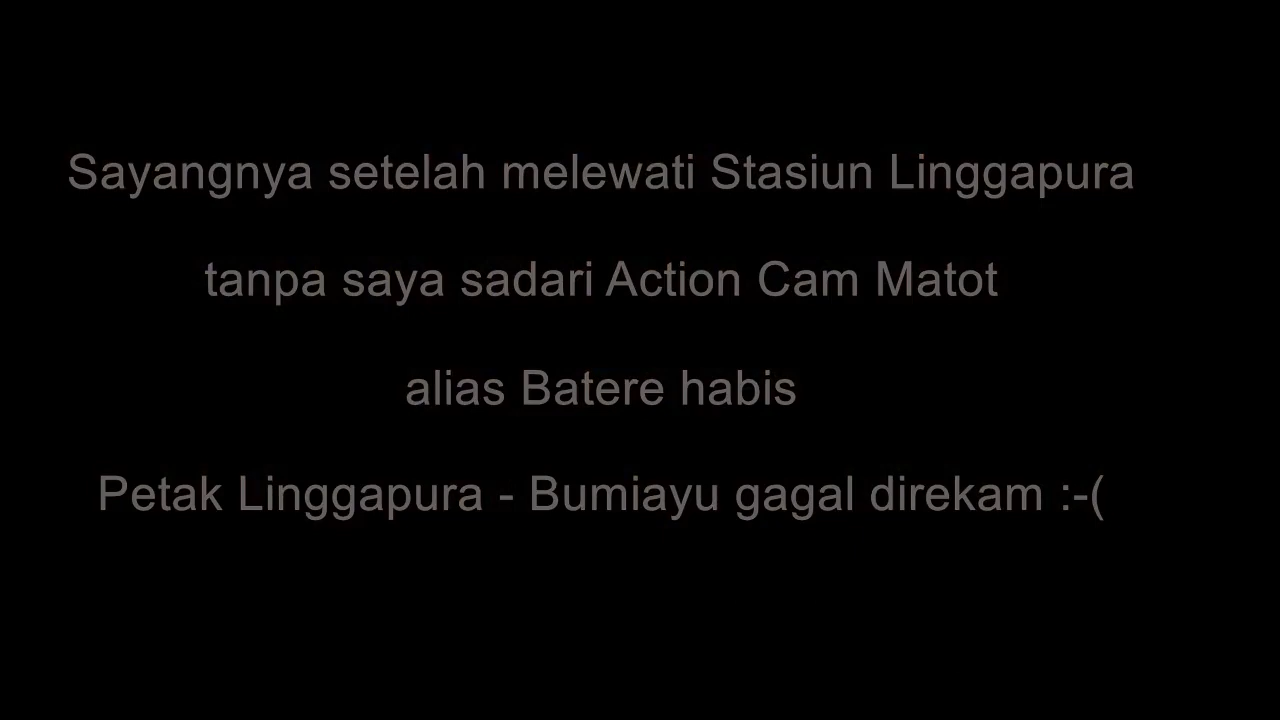 Sayangnya setelah melewati Stasiun Linggapura
tanpa saya sadari Action Cam Matot
alias Batere habis
Petak Linggapura - Bumiayu gagal direkam :-(